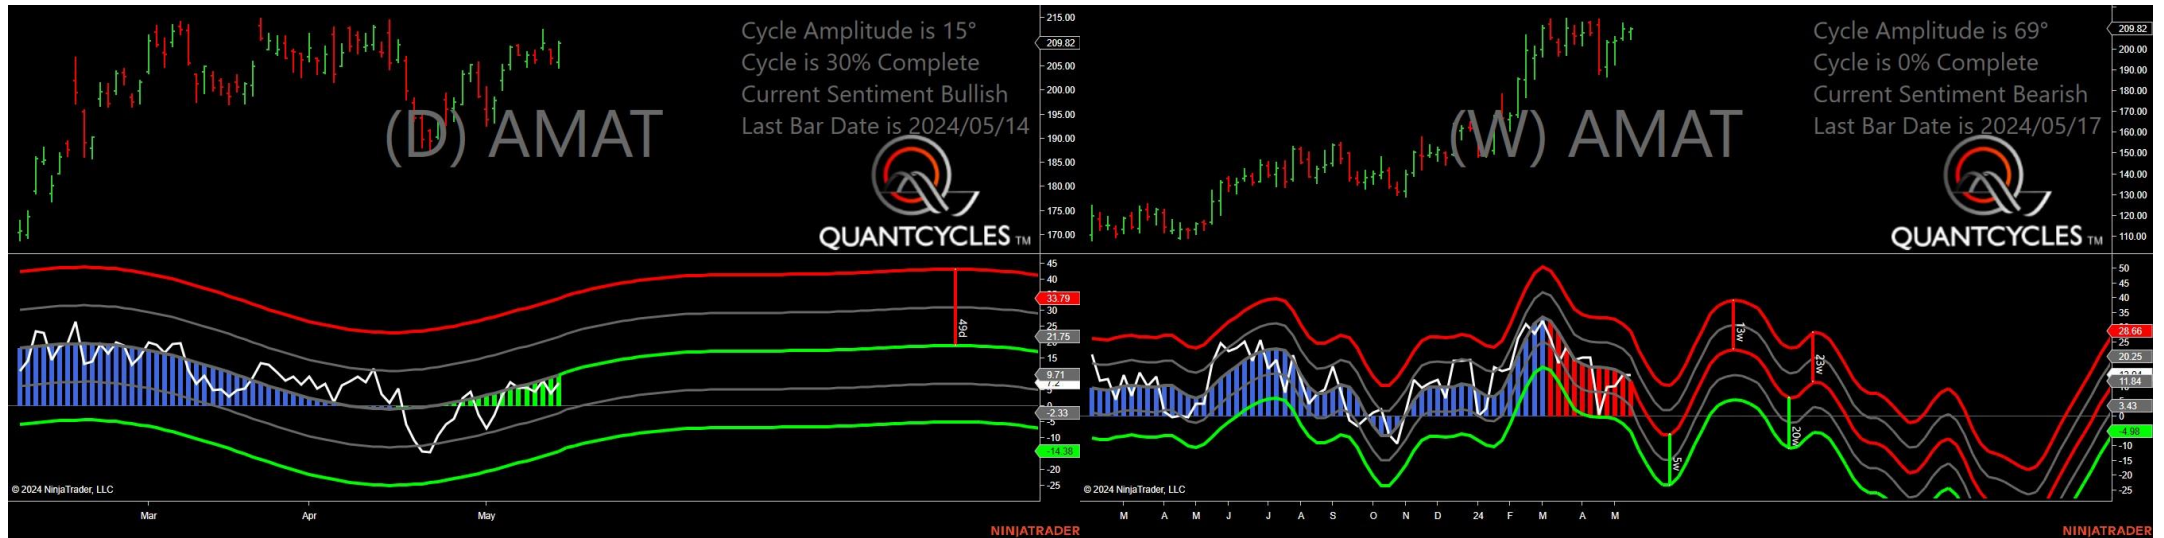 Cycle Amplitude is 15°
Cycle is 30% Complete
Current Sentiment Bullish
Last Bar Date is 2024/05/14
(D) AMAT
QUANTCYCLES TM
215.00
209.82
205.00
200.00
195.00
190.00
185.00
180.00
175.00
170.00
45
33.79
30
25
21.75
20
15
9.71
7.2
0
-2.33
-5
-10
-14.38
-20
-25
49d
© 2024 NinjaTrader, LLC
Mar Apr May
NINJATRADER
Cycle Amplitude is 69°
Cycle is 0% Complete
Current Sentiment Bearish
Last Bar Date is 2024/05/17
(W) AMAT
QUANTCYCLES TM
209.82
200.00
190.00
180.00
170.00
160.00
150.00
140.00
130.00
120.00
110.00
50
45
40
35
28.66
25
20.25
11.84
3.43
0
-4.98
-10
-15
-20
-25
13w
23w
5w
20w
© 2024 NinjaTrader, LLC
M A M J J A S O N D 24 F M A M
NINJATRADER